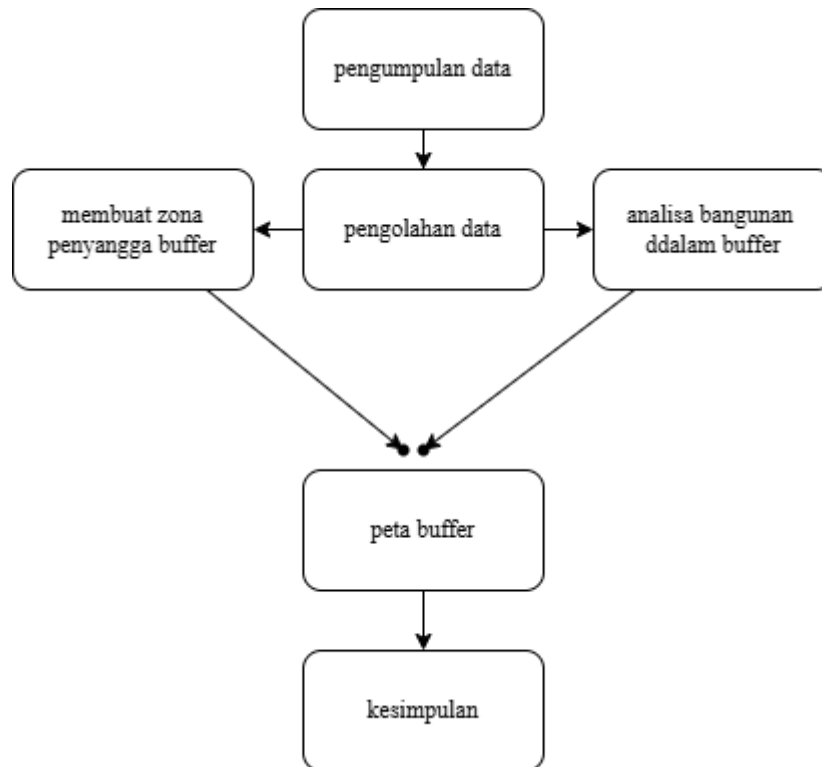 pengumpulan data
membuat zona
penyangga buffer
pengolahan data
analisa bangunan
ddalam buffer
peta buffer
kesimpulan